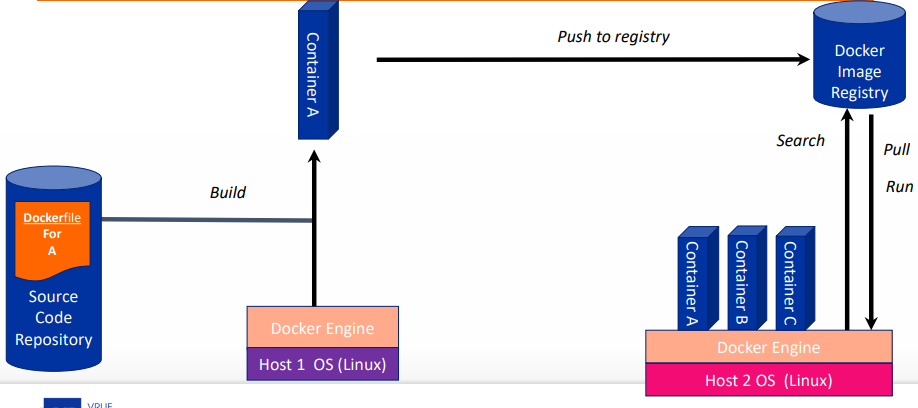 Container A
Push to registry
Docker
Image
Registry
Search
Pull
Run
Build
Dockerfile
For
A
Source
Code
Repository
Docker Engine
Host 1 OS (Linux)
Container A
Container B
Container C
Docker Engine
Host 2 OS (Linux)